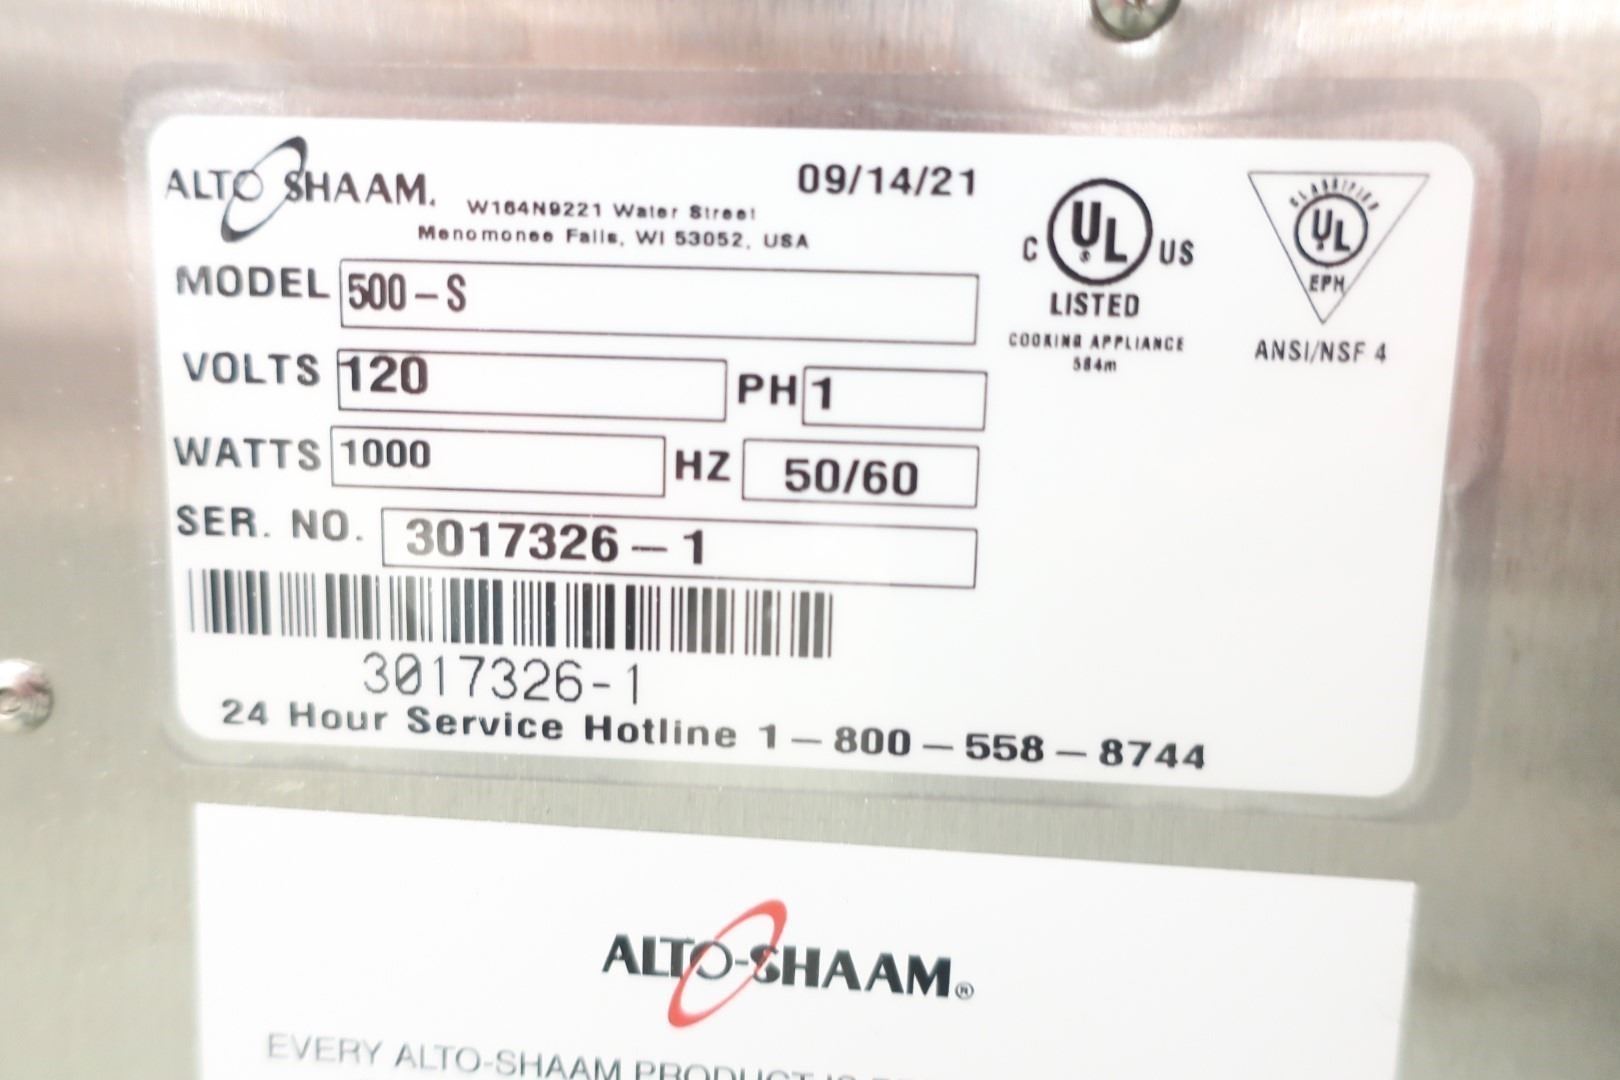 ALTO SHAAM. 09/14/21
W164N9221 Water Street
Menomonee Falls, WI 53052, USA
MODEL 500-S
VOLTS 120 PH 1
WATTS 1000 HZ 50/60
SER. NO. 3017326-1
3017326-1
24 Hour Service Hotline 1-800-558-8744
C UL US
LISTED
COOKING APPLIANCE
584m
CLASSIFIED
UL
EPH
ANSI/NSF 4
ALTO-SHAAM®
EVERY ALTO-SHAAM PRODUCT IS